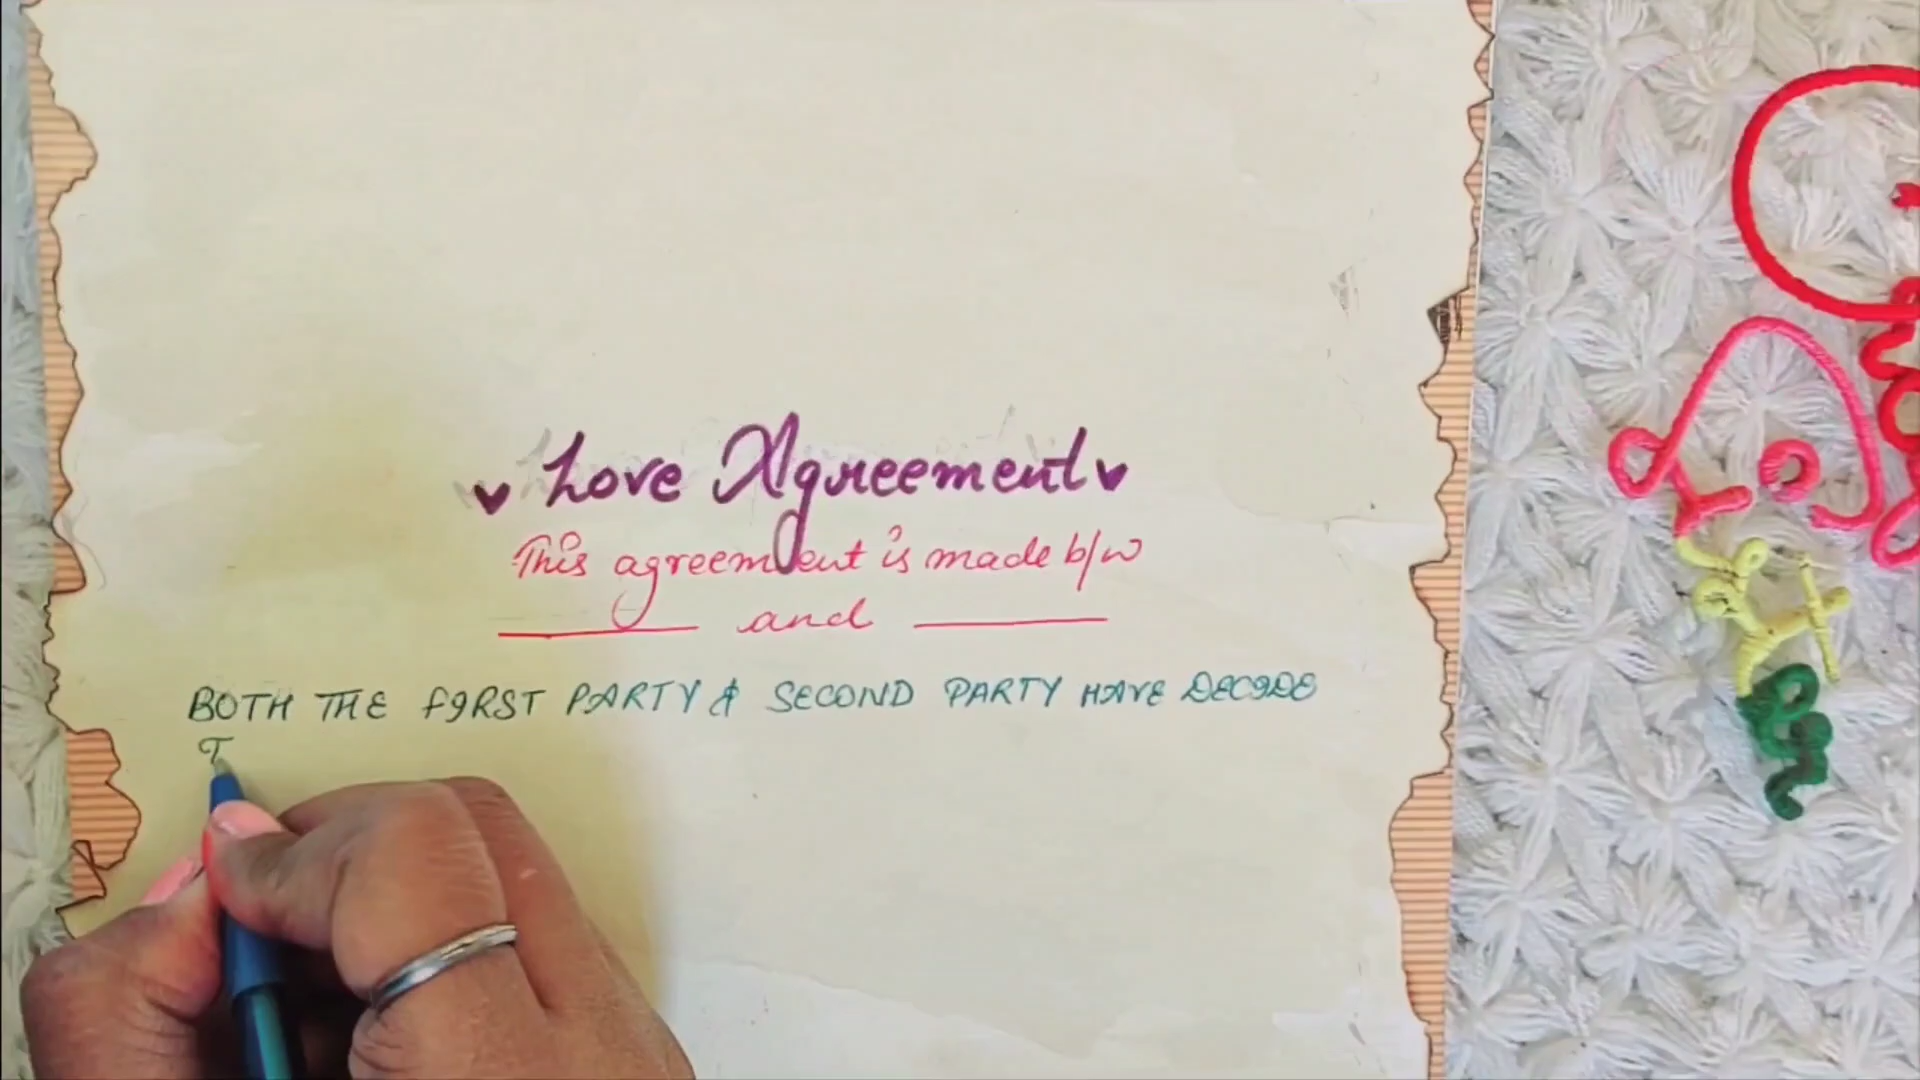 Love Agreement
This agreement is made b/w
and
BOTH THE FIRST PARTY & SECOND PARTY HAVE DECIDE
T